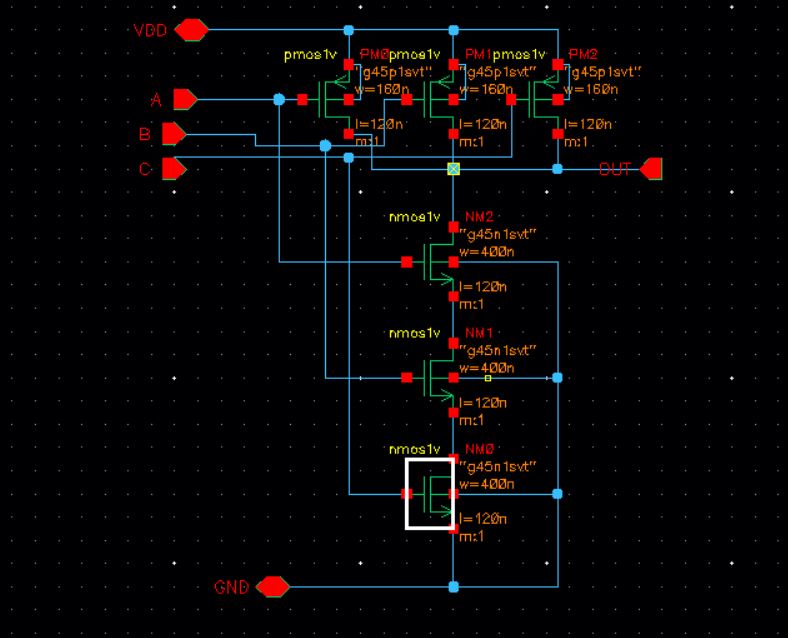 VDD
pmos1v PM0 pmos1v PM1 pmos1v PM2
"g45p1svt" "g45p1svt" "g45p1svt"
w=160n w=160n w=160n
A
l=120n l=120n l=120n
m:1 m:1 m:1
B
C
OUT
nmos1v NM2
"g45n1svt"
w=400n
l=120n
m:1
nmos1v NM1
"g45n1svt"
w=400n
l=120n
m:1
nmos1v NM0
"g45n1svt"
w=400n
l=120n
m:1
GND